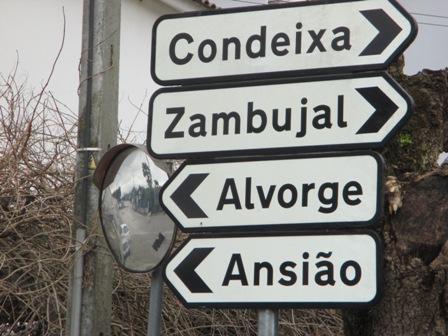 Condeixa
Zambujal
Alvorge
Ansião